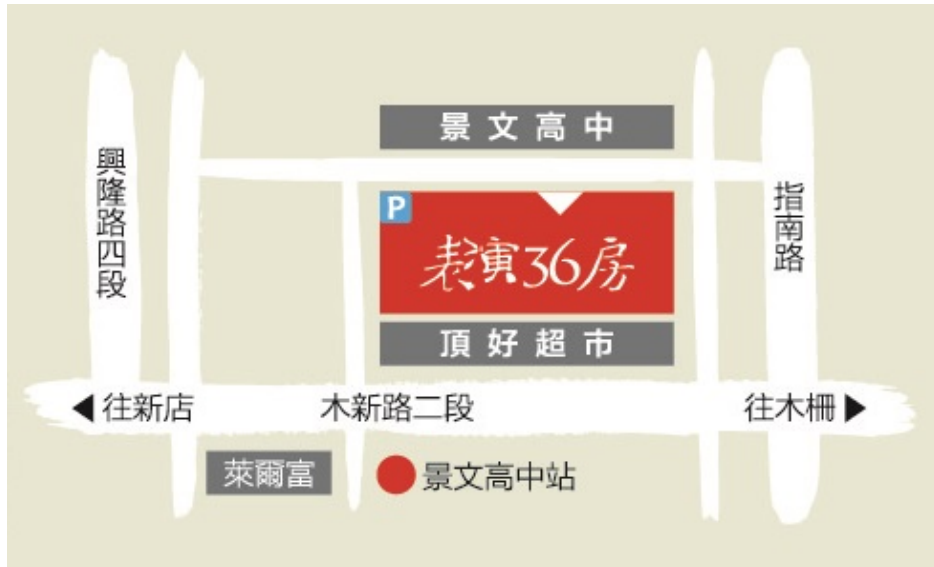 景文高中
興隆路四段
P
指南路
表演36房
頂好超市
往新店
木新路二段
往木柵
萊爾富
景文高中站